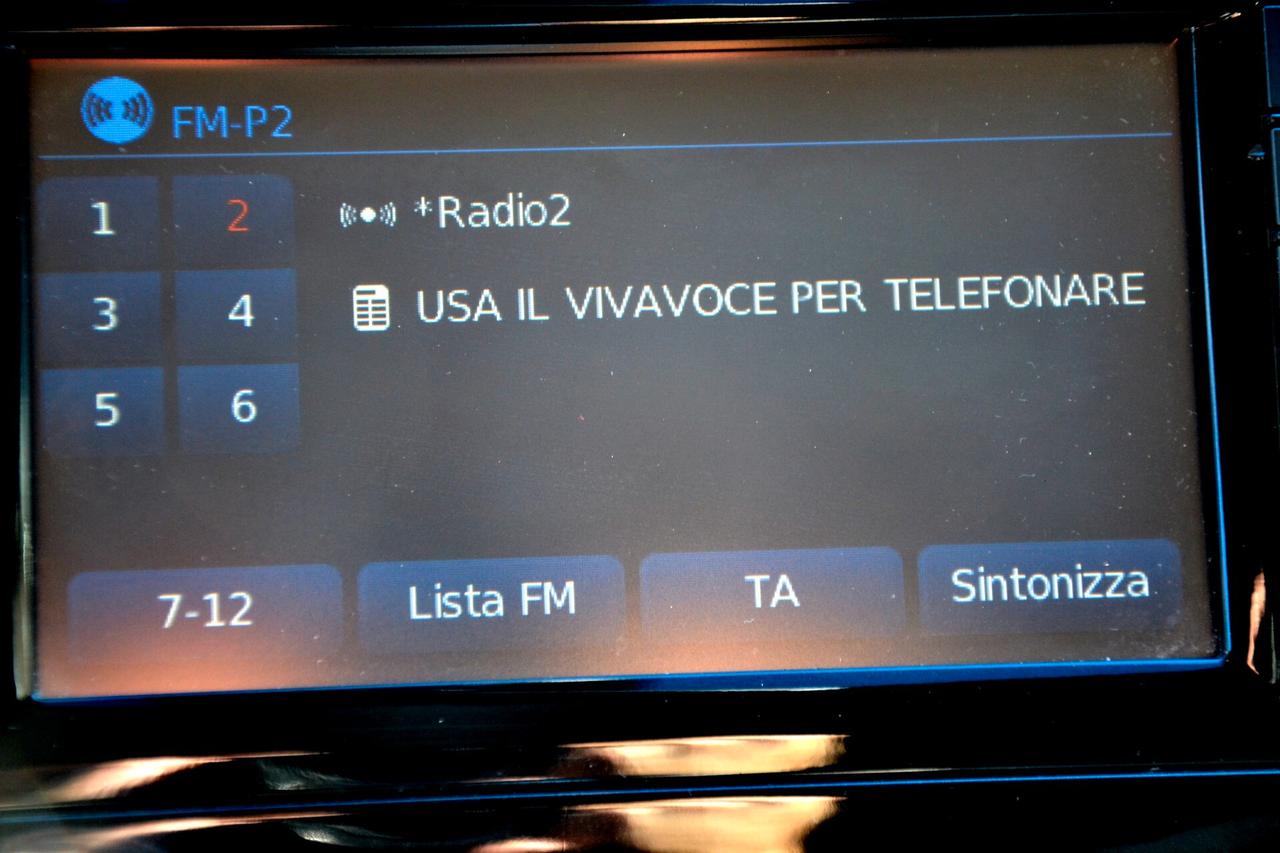 FM-P2
1 2
*Radio2
3 4
USA IL VIVAVOCE PER TELEFONARE
5 6
7-12 Lista FM TA Sintonizza